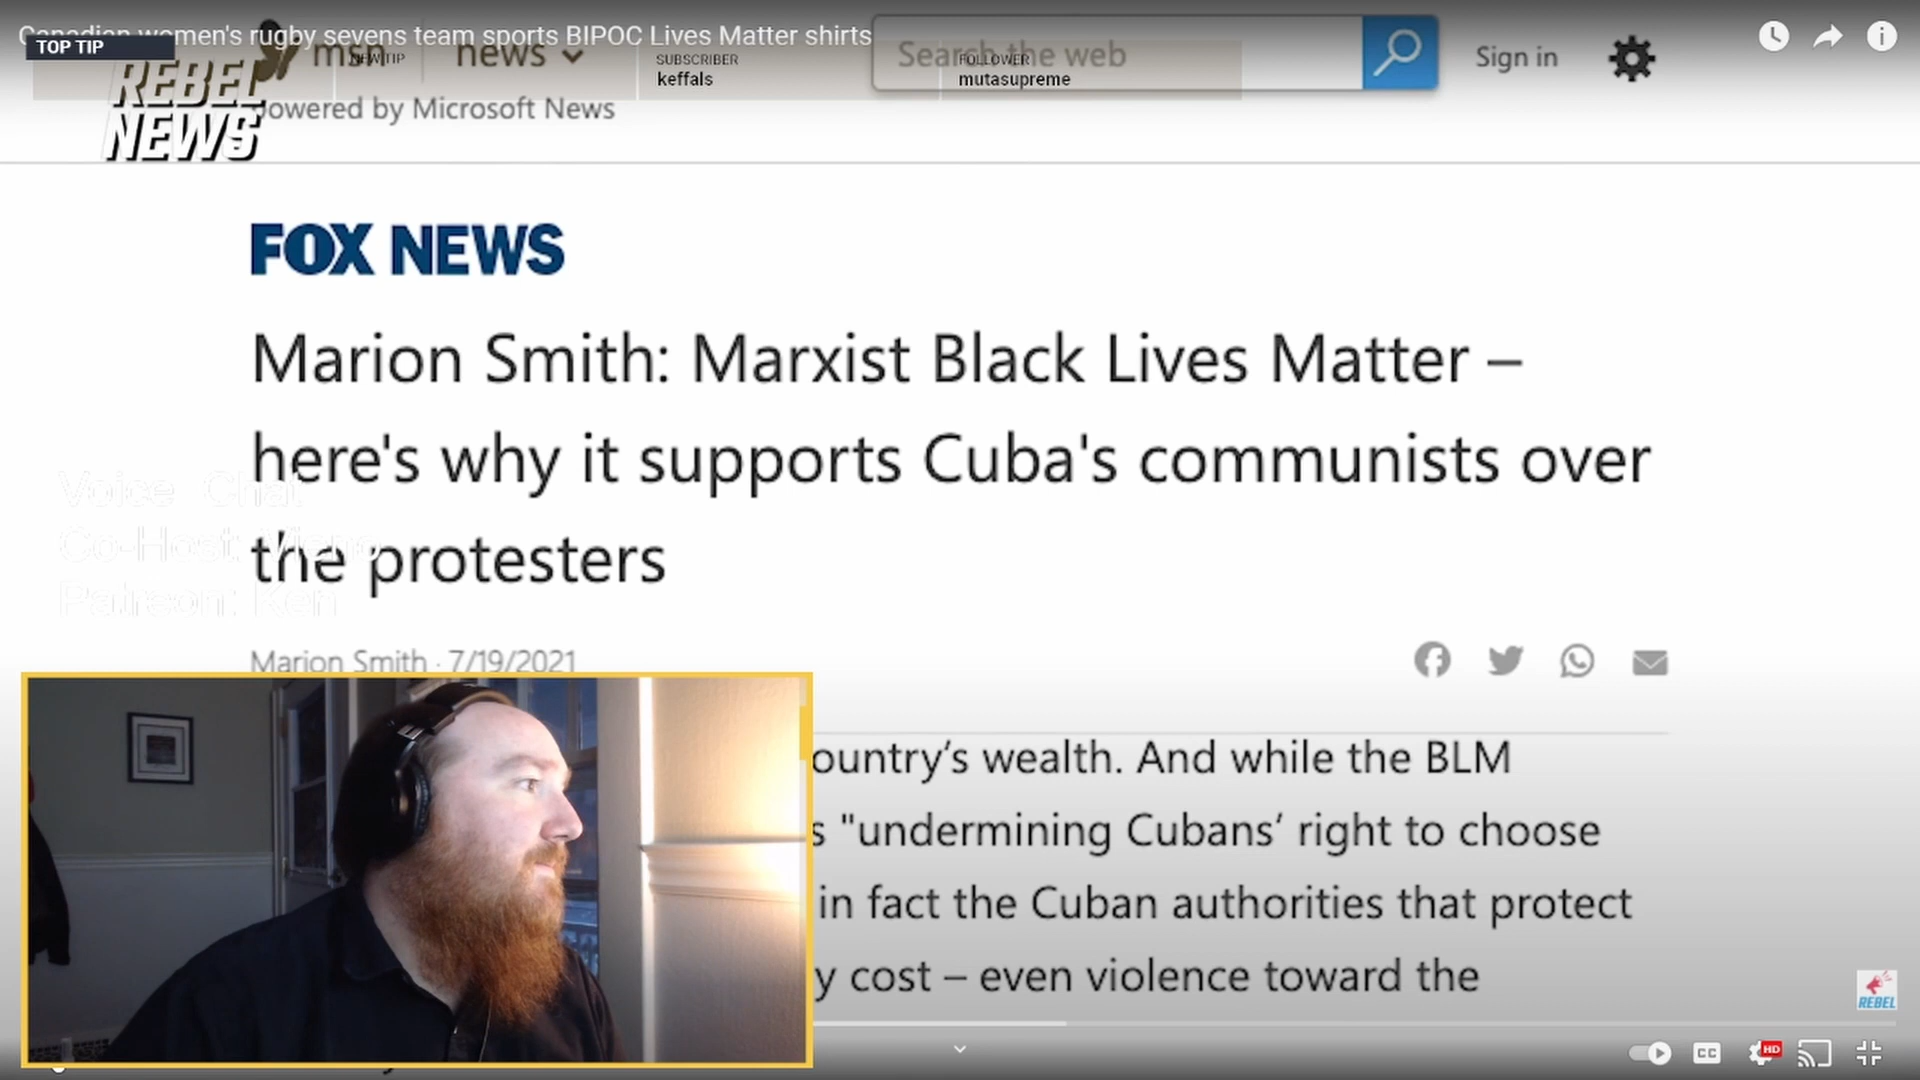 Canadian women's rugby sevens team sports BIPOC Lives Matter shirts
TOP TIP
msn
news
NEW TIP
SUBSCRIBER
keffals
FOLLOWER
mutasupreme
Search the web
Sign in
powered by Microsoft News
REBEL
NEWS
FOX NEWS
Marion Smith: Marxist Black Lives Matter –
here's why it supports Cuba's communists over
the protesters
Voice Chat
Co-Host:
Patreon: Ken
Marion Smith · 7/19/2021
ountry's wealth. And while the BLM
s "undermining Cubans' right to choose
in fact the Cuban authorities that protect
y cost – even violence toward the
REBEL
CC
HD